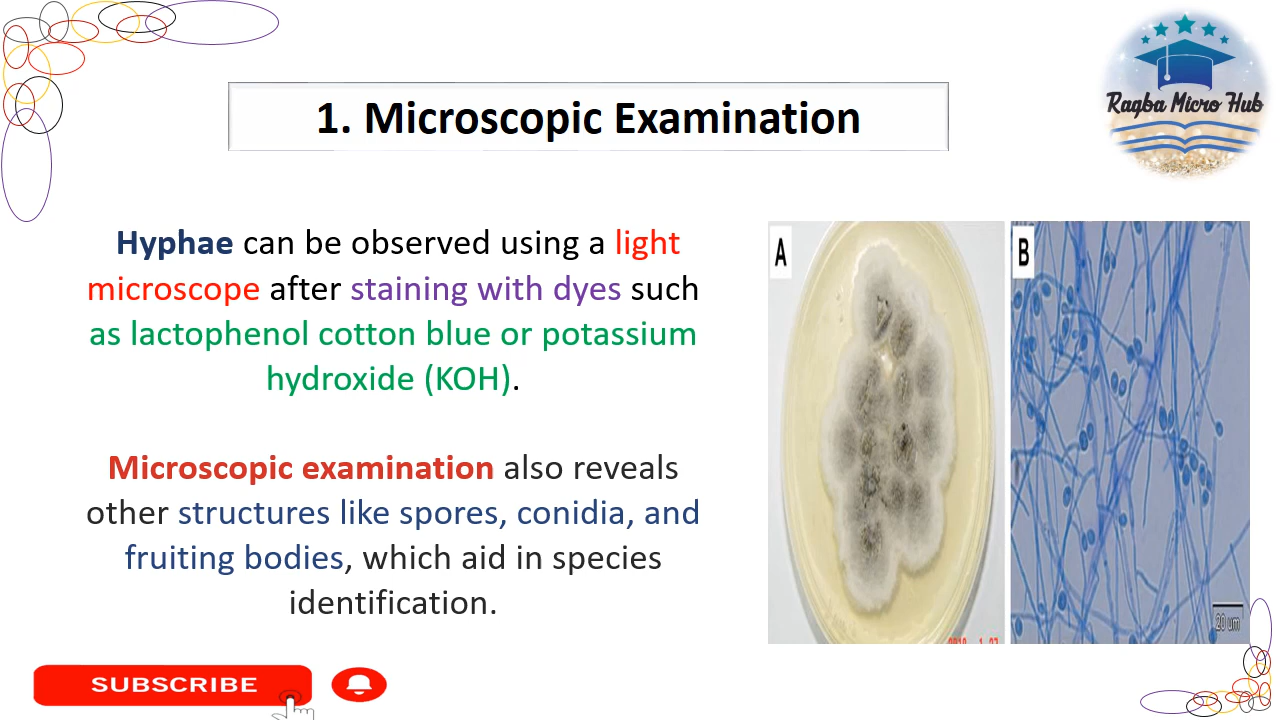 1. Microscopic Examination
Ragba Micro Hub
Hyphae can be observed using a light
microscope after staining with dyes such
as lactophenol cotton blue or potassium
hydroxide (KOH).
Microscopic examination also reveals
other structures like spores, conidia, and
fruiting bodies, which aid in species
identification.
A
B
20 um
SUBSCRIBE